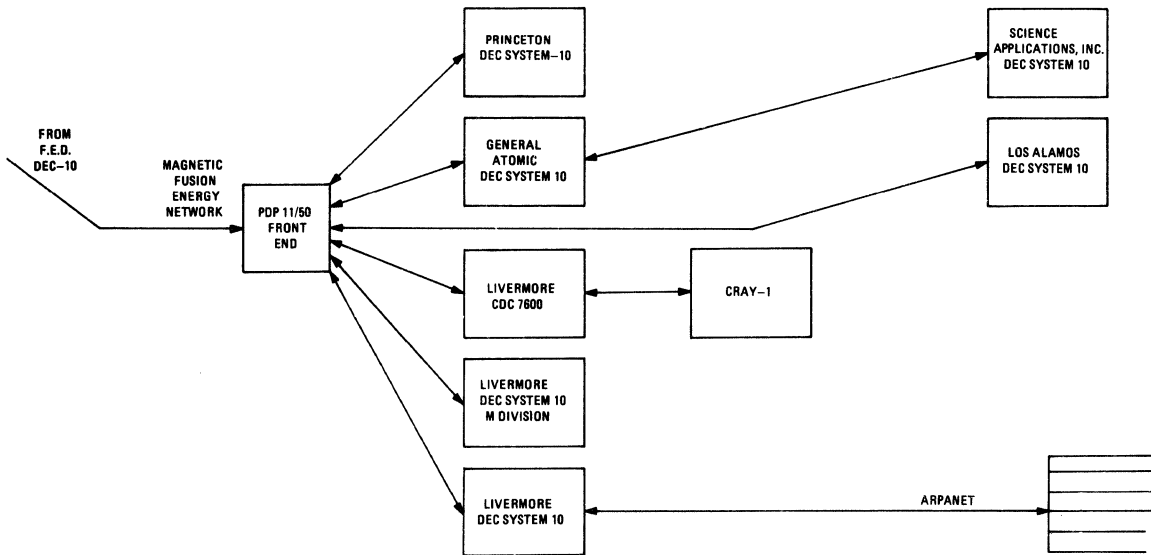 FROM
F.E.D.
DEC-10
MAGNETIC
FUSION
ENERGY
NETWORK
PDP 11/50
FRONT
END
PRINCETON
DEC SYSTEM-10
GENERAL
ATOMIC
DEC SYSTEM 10
SCIENCE
APPLICATIONS, INC.
DEC SYSTEM 10
LOS ALAMOS
DEC SYSTEM 10
LIVERMORE
CDC 7600
CRAY-1
LIVERMORE
DEC SYSTEM 10
M DIVISION
LIVERMORE
DEC SYSTEM 10
ARPANET